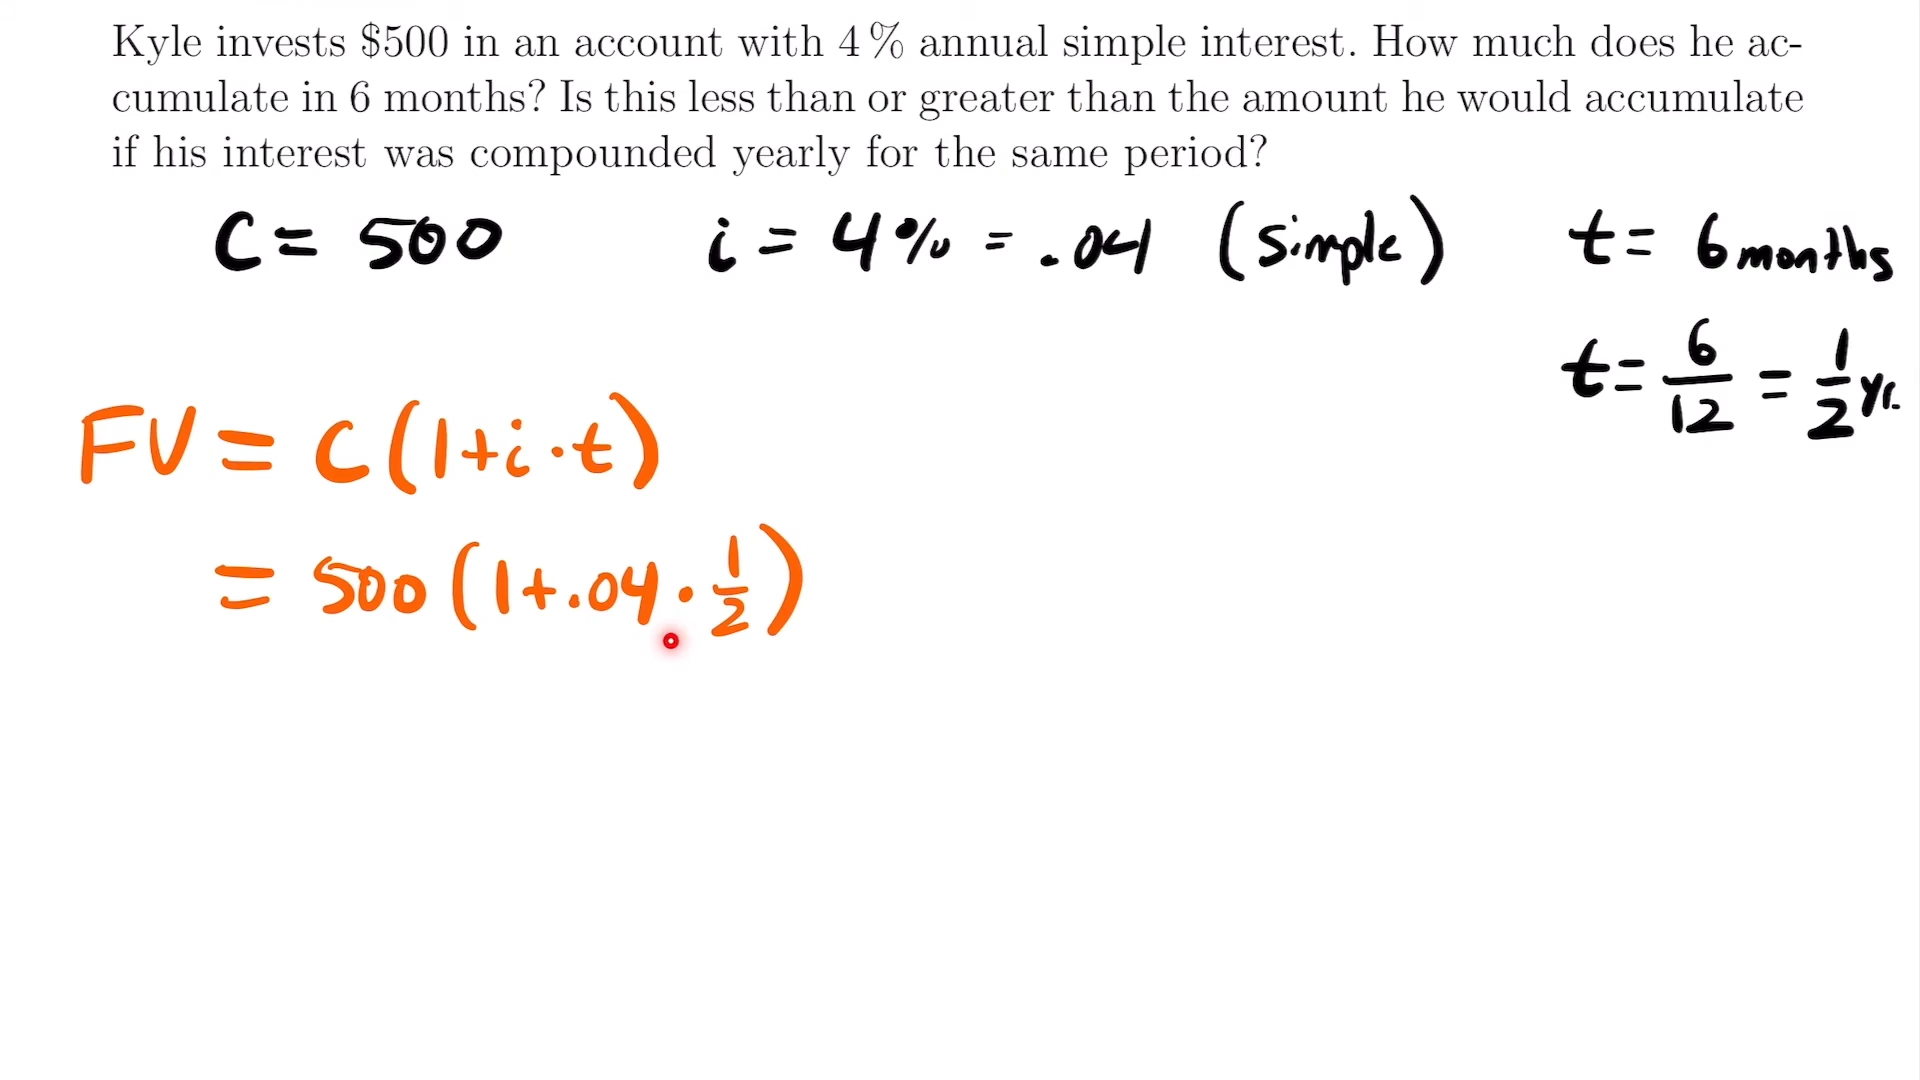 Kyle invests $500 in an account with 4 % annual simple interest. How much does he ac-
cumulate in 6 months? Is this less than or greater than the amount he would accumulate
if his interest was compounded yearly for the same period?
C = 500 i = 4% = .04 (simple) t = 6 months
t = 6/12 = 1/2 yr.
FV = C(1+i·t)
= 500(1+.04·1/2)